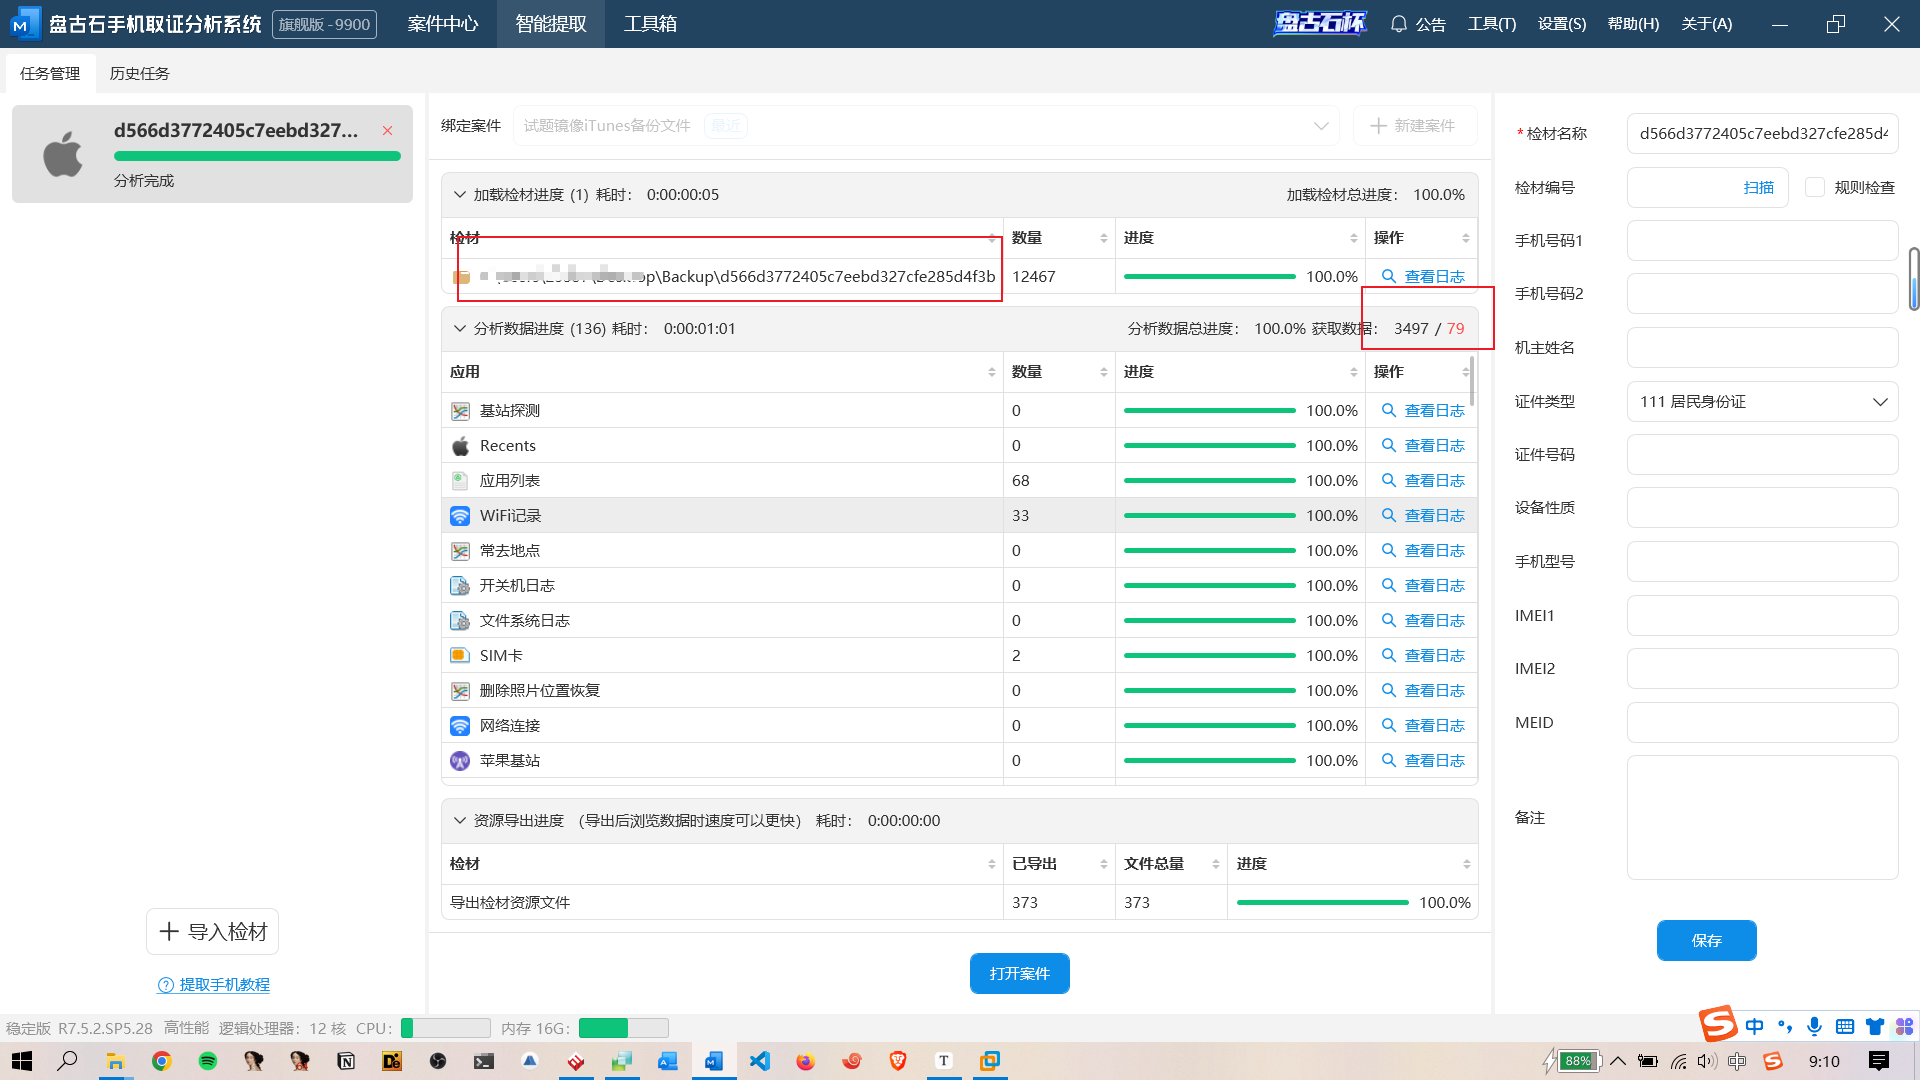 盘古石手机取证分析系统 旗舰版 - 9900 案件中心 智能提取 工具箱 盘古石杯 公告 工具(T) 设置(S) 帮助(H) 关于(A)
任务管理 历史任务
d566d3772405c7eebd327...
分析完成
绑定案件 试题镜像iTunes备份文件 最近 新建案件
加载检材进度 (1) 耗时： 0:00:00:05 加载检材总进度： 100.0%
检材 数量 进度 操作
op\Backup\d566d3772405c7eebd327cfe285d4f3b 12467 100.0% 查看日志
分析数据进度 (136) 耗时： 0:00:01:01 分析数据总进度： 100.0% 获取数据： 3497 / 79
应用 数量 进度 操作
基站探测 0 100.0% 查看日志
Recents 0 100.0% 查看日志
应用列表 68 100.0% 查看日志
WiFi记录 33 100.0% 查看日志
常去地点 0 100.0% 查看日志
开关机日志 0 100.0% 查看日志
文件系统日志 0 100.0% 查看日志
SIM卡 2 100.0% 查看日志
删除照片位置恢复 0 100.0% 查看日志
网络连接 0 100.0% 查看日志
苹果基站 0 100.0% 查看日志
资源导出进度 （导出后浏览数据时速度可以更快） 耗时： 0:00:00:00
检材 已导出 文件总量 进度
导出检材资源文件 373 373 100.0%
打开案件
*检材名称 d566d3772405c7eebd327cfe285d4
检材编号 扫描 规则检查
手机号码1
手机号码2
机主姓名
证件类型 111 居民身份证
证件号码
设备性质
手机型号
IMEI1
IMEI2
MEID
备注
保存
导入检材
提取手机教程
稳定版 R7.5.2.SP5.28 高性能 逻辑处理器： 12 核 CPU： 内存 16G：
中
88% 中 9:10